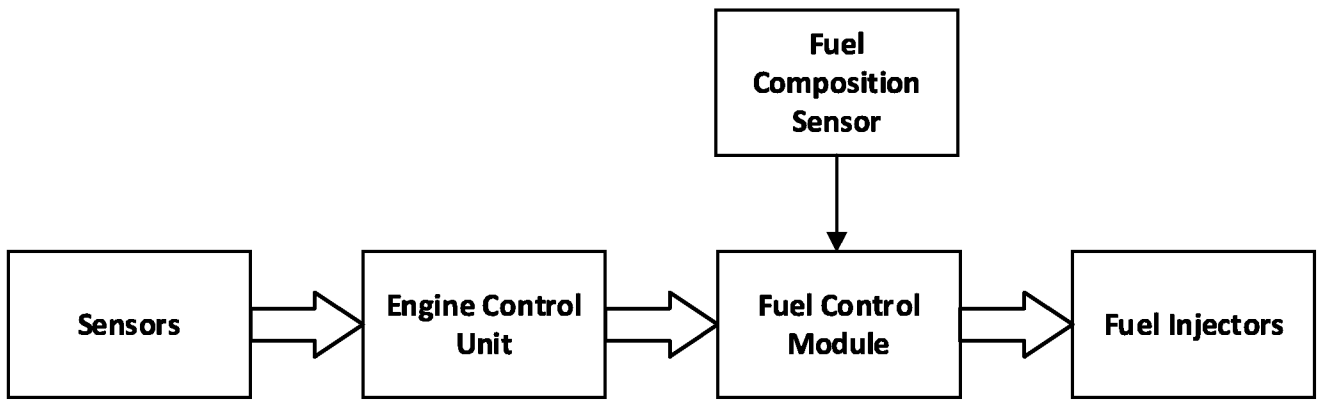 Fuel
Composition
Sensor
Sensors
Engine Control
Unit
Fuel Control
Module
Fuel Injectors